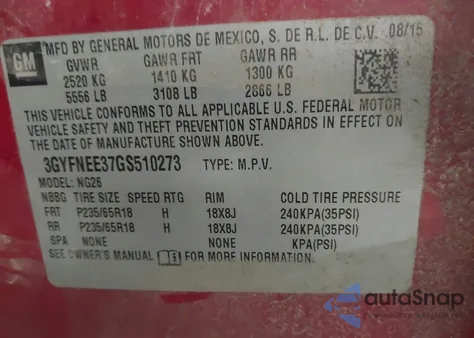 GM
MFD BY GENERAL MOTORS DE MEXICO, S. DE R.L. DE C.V. 08/15
GVWR GAWR FRT GAWR RR
2520 KG 1410 KG 1300 KG
5556 LB 3108 LB 2866 LB
THIS VEHICLE CONFORMS TO ALL APPLICABLE U.S. FEDERAL MOTOR
VEHICLE SAFETY AND THEFT PREVENTION STANDARDS IN EFFECT ON
THE DATE OF MANUFACTURE SHOWN ABOVE.
3GYFNEE37GS510273 TYPE: M.P.V.
MODEL: NG26
NBBG TIRE SIZE SPEED RTG RIM COLD TIRE PRESSURE
FRT P235/65R18 H 18X8J 240KPA(35PSI)
RR P235/65R18 H 18X8J 240KPA(35PSI)
SPA NONE NONE KPA(PSI)
SEE OWNER'S MANUAL FOR MORE INFORMATION.
autoSnap
www.autosnap.pro